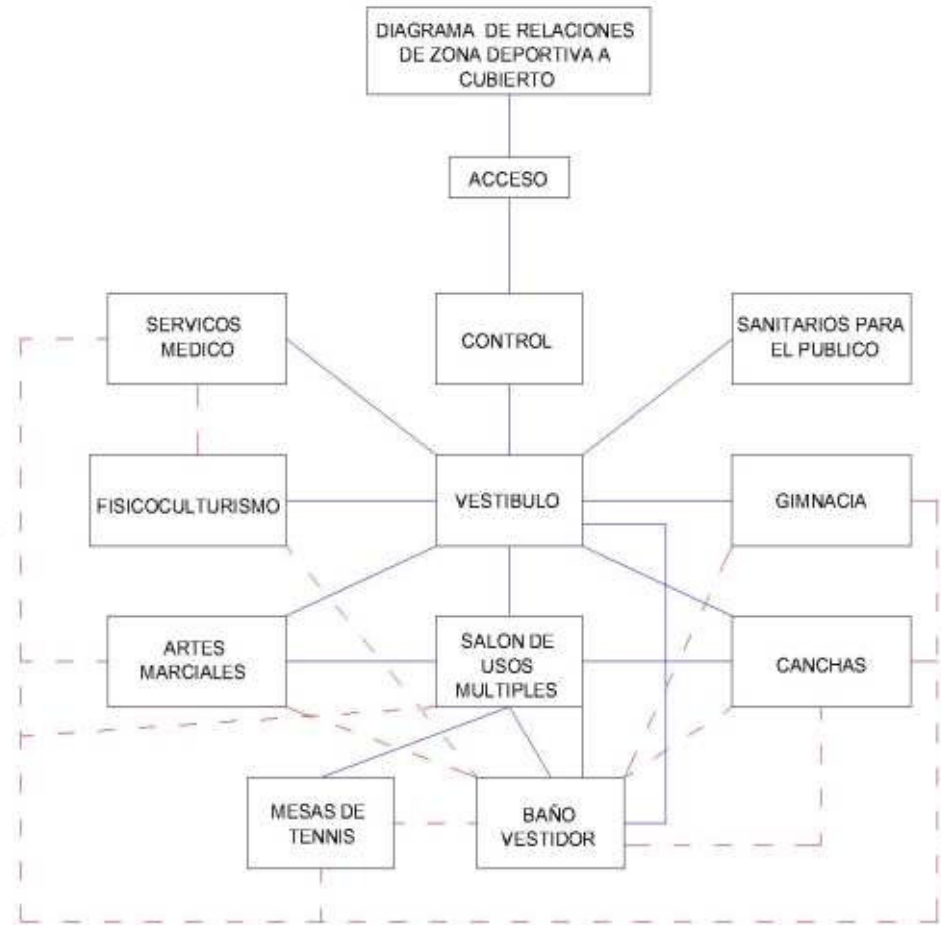 DIAGRAMA DE RELACIONES
DE ZONA DEPORTIVA A
CUBIERTO
ACCESO
SERVICOS
MEDICO
CONTROL
SANITARIOS PARA
EL PUBLICO
FISICOCULTURISMO
VESTIBULO
GIMNACIA
ARTES
MARCIALES
SALON DE
USOS
MULTIPLES
CANCHAS
MESAS DE
TENNIS
BAÑO
VESTIDOR